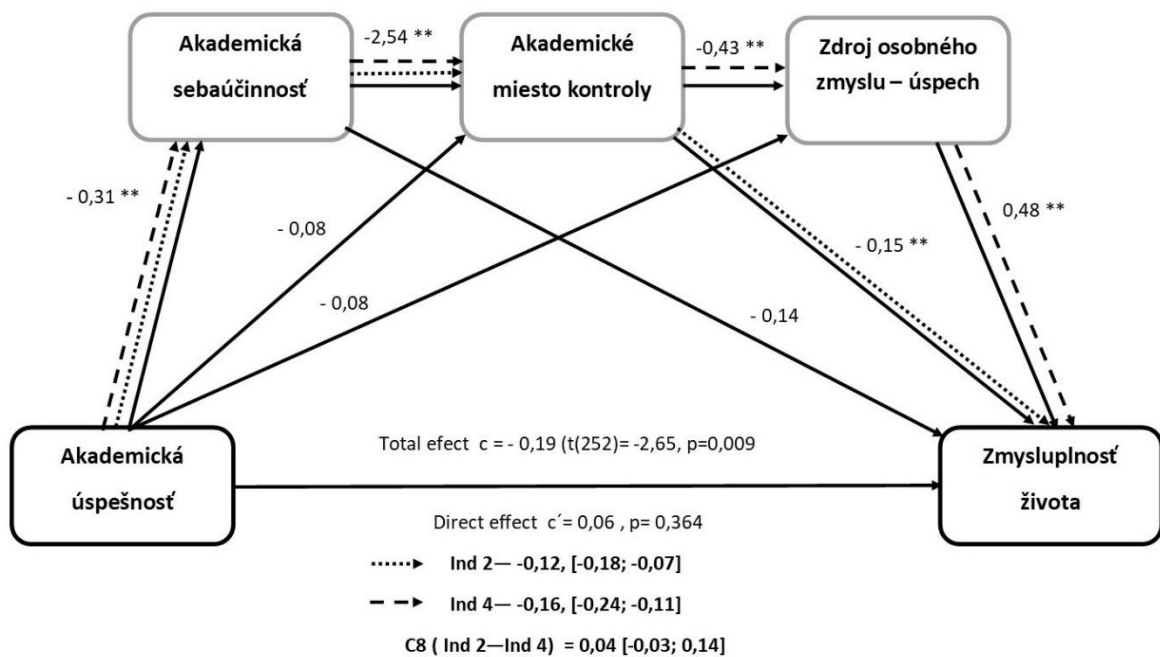 Akademická
sebaúčinnosť
-2,54 **
Akademické
miesto kontroly
-0,43 **
Zdroj osobného
zmyslu – úspech
- 0,31 **
- 0,08
- 0,08
- 0,14
- 0,15 **
0,48 **
Akademická
úspešnosť
Total efect c = - 0,19 (t(252)= -2,65, p=0,009
Zmysluplnosť
života
Direct effect c´= 0,06 , p= 0,364
Ind 2— -0,12, [-0,18; -0,07]
Ind 4— -0,16, [-0,24; -0,11]
C8 ( Ind 2—Ind 4) = 0,04 [-0,03; 0,14]